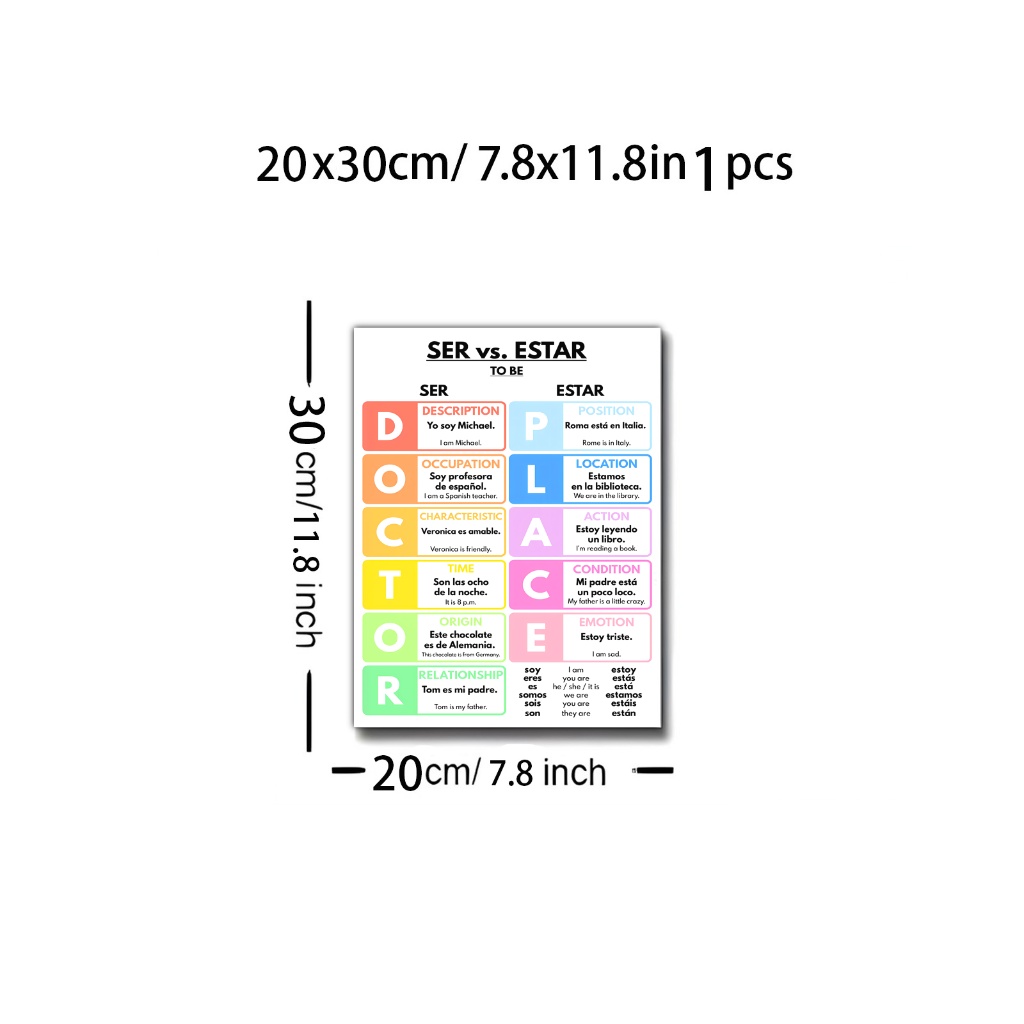 20x30cm/ 7.8x11.8in 1 pcs
30 cm/11.8 inch
SER vs. ESTAR
TO BE
SER
D
DESCRIPTION
Yo soy Michael.
I am Michael.
O
OCCUPATION
Soy profesora
de español.
I am a Spanish teacher.
C
CHARACTERISTIC
Veronica es amable.
Veronica is friendly.
T
TIME
Son las ocho
de la noche.
It is 8 p.m.
O
ORIGIN
Este chocolate
es de Alemania.
This chocolate is from Germany.
R
RELATIONSHIP
Tom es mi padre.
Tom is my father.
ESTAR
P
POSITION
Roma está en Italia.
Rome is in Italy.
L
LOCATION
Estamos
en la biblioteca.
We are in the library.
A
ACTION
Estoy leyendo
un libro.
I'm reading a book.
C
CONDITION
Mi padre está
un poco loco.
My father is a little crazy.
E
EMOTION
Estoy triste.
I am sad.
soy I am estoy
eres you are estás
es he / she / it is está
somos we are estamos
sois you are estáis
son they are están
20cm/ 7.8 inch